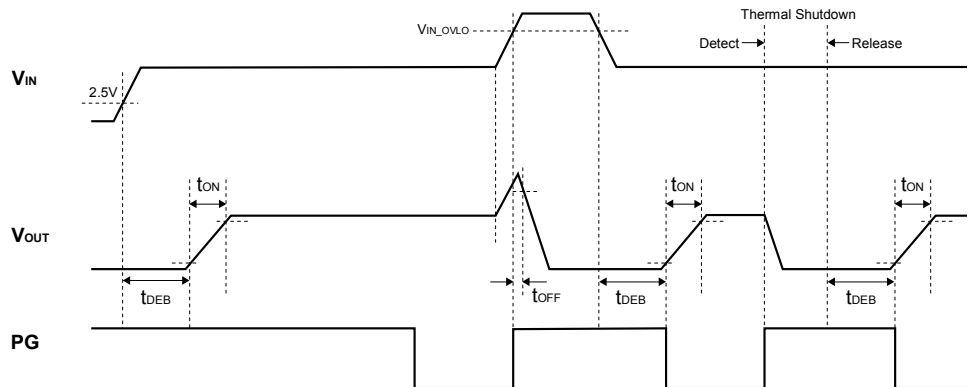 Thermal Shutdown
VIN_OVLO
Detect
Release
VIN
2.5V
tON
tON
tON
VOUT
tDEB
tOFF
tDEB
tDEB
PG